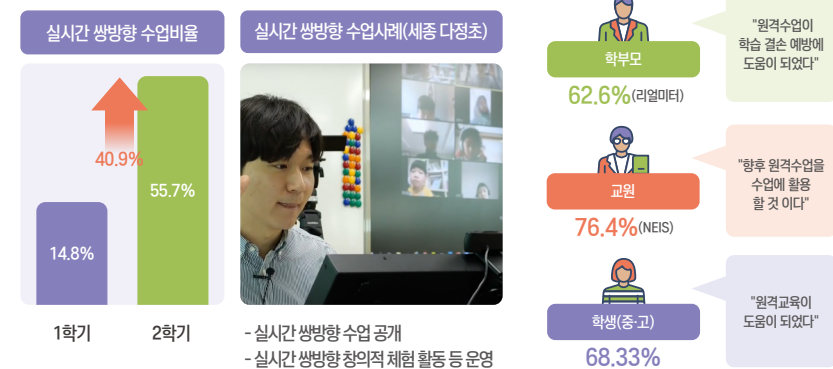 실시간 쌍방향 수업비율
40.9%
14.8%
55.7%
1학기
2학기
실시간 쌍방향 수업사례(세종 다정초)
- 실시간 쌍방향 수업 공개
- 실시간 쌍방향 창의적 체험 활동 등 운영
학부모
62.6%(리얼미터)
"원격수업이
학습 결손 예방에
도움이 되었다"
교원
76.4%(NEIS)
"향후 원격수업을
수업에 활용
할 것 이다"
학생(중·고)
68.33%
"원격교육이
도움이 되었다"